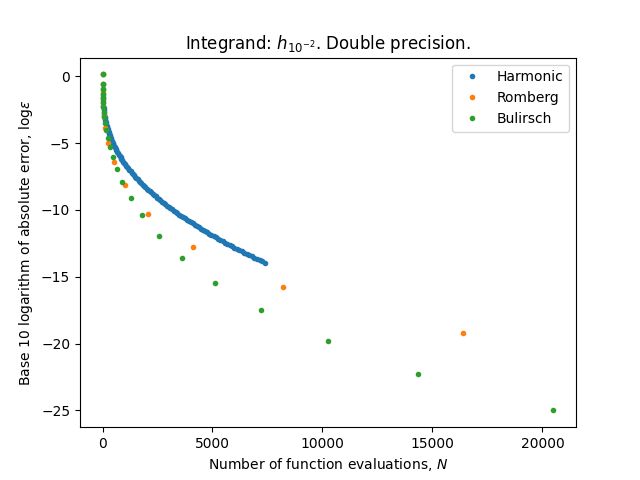 Integrand: h₁₀₋₂. Double precision.
Harmonic
Romberg
Bulirsch
Base 10 logarithm of absolute error, logε
0
−5
−10
−15
−20
−25
0
5000
10000
15000
20000
Number of function evaluations, N